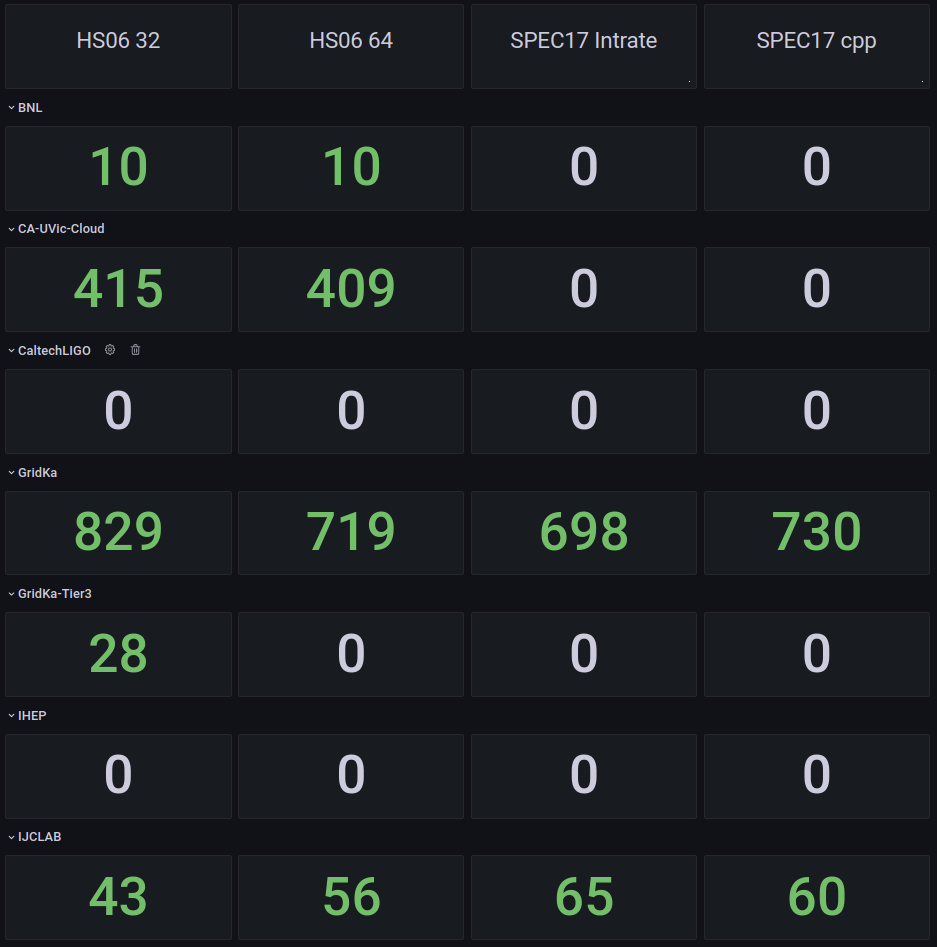 HS06 32 HS06 64 SPEC17 Intrate SPEC17 cpp
BNL
10 10 0 0
CA-UVic-Cloud
415 409 0 0
CaltechLIGO
0 0 0 0
GridKa
829 719 698 730
GridKa-Tier3
28 0 0 0
IHEP
0 0 0 0
IJCLAB
43 56 65 60